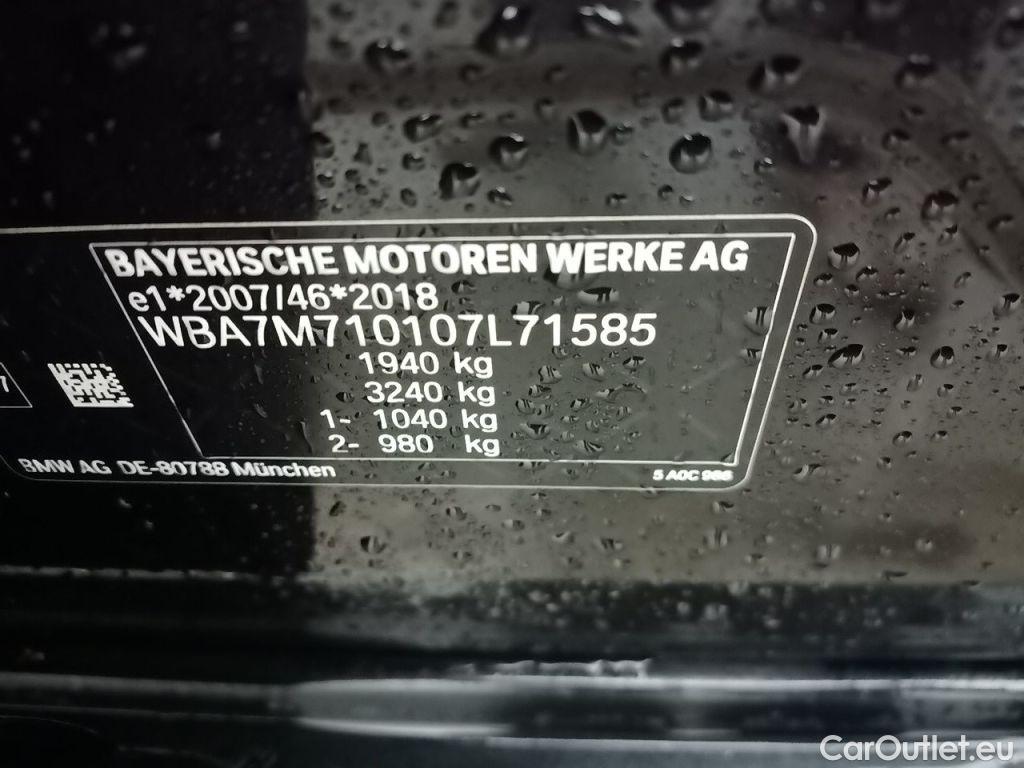 BAYERISCHE MOTOREN WERKE AG
e1*2007/46*2018
WBA7M710107L71585
1940 kg
3240 kg
1- 1040 kg
2- 980 kg
7
BMW AG DE-80788 München
5 A0C 986
CarOutlet.eu